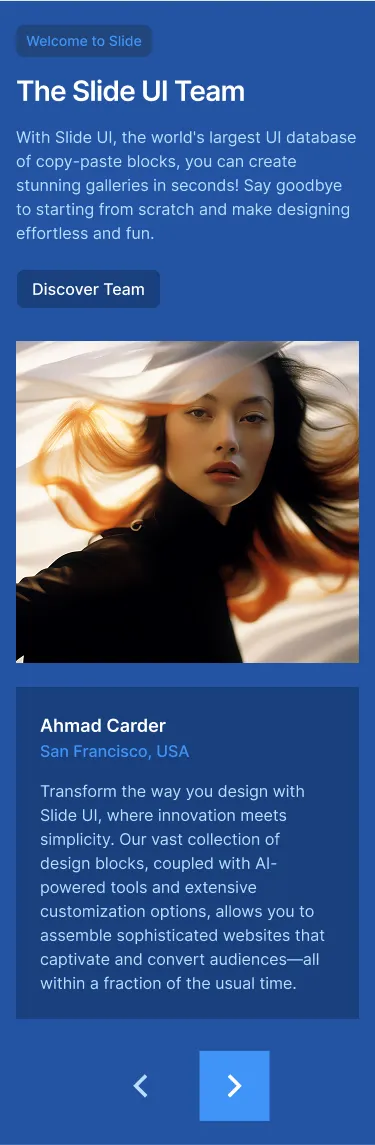 Welcome to Slide
The Slide UI Team
With Slide UI, the world's largest UI database
of copy-paste blocks, you can create
stunning galleries in seconds! Say goodbye
to starting from scratch and make designing
effortless and fun.
Discover Team
Ahmad Carder
San Francisco, USA
Transform the way you design with
Slide UI, where innovation meets
simplicity. Our vast collection of
design blocks, coupled with AI-
powered tools and extensive
customization options, allows you to
assemble sophisticated websites that
captivate and convert audiences—all
within a fraction of the usual time.